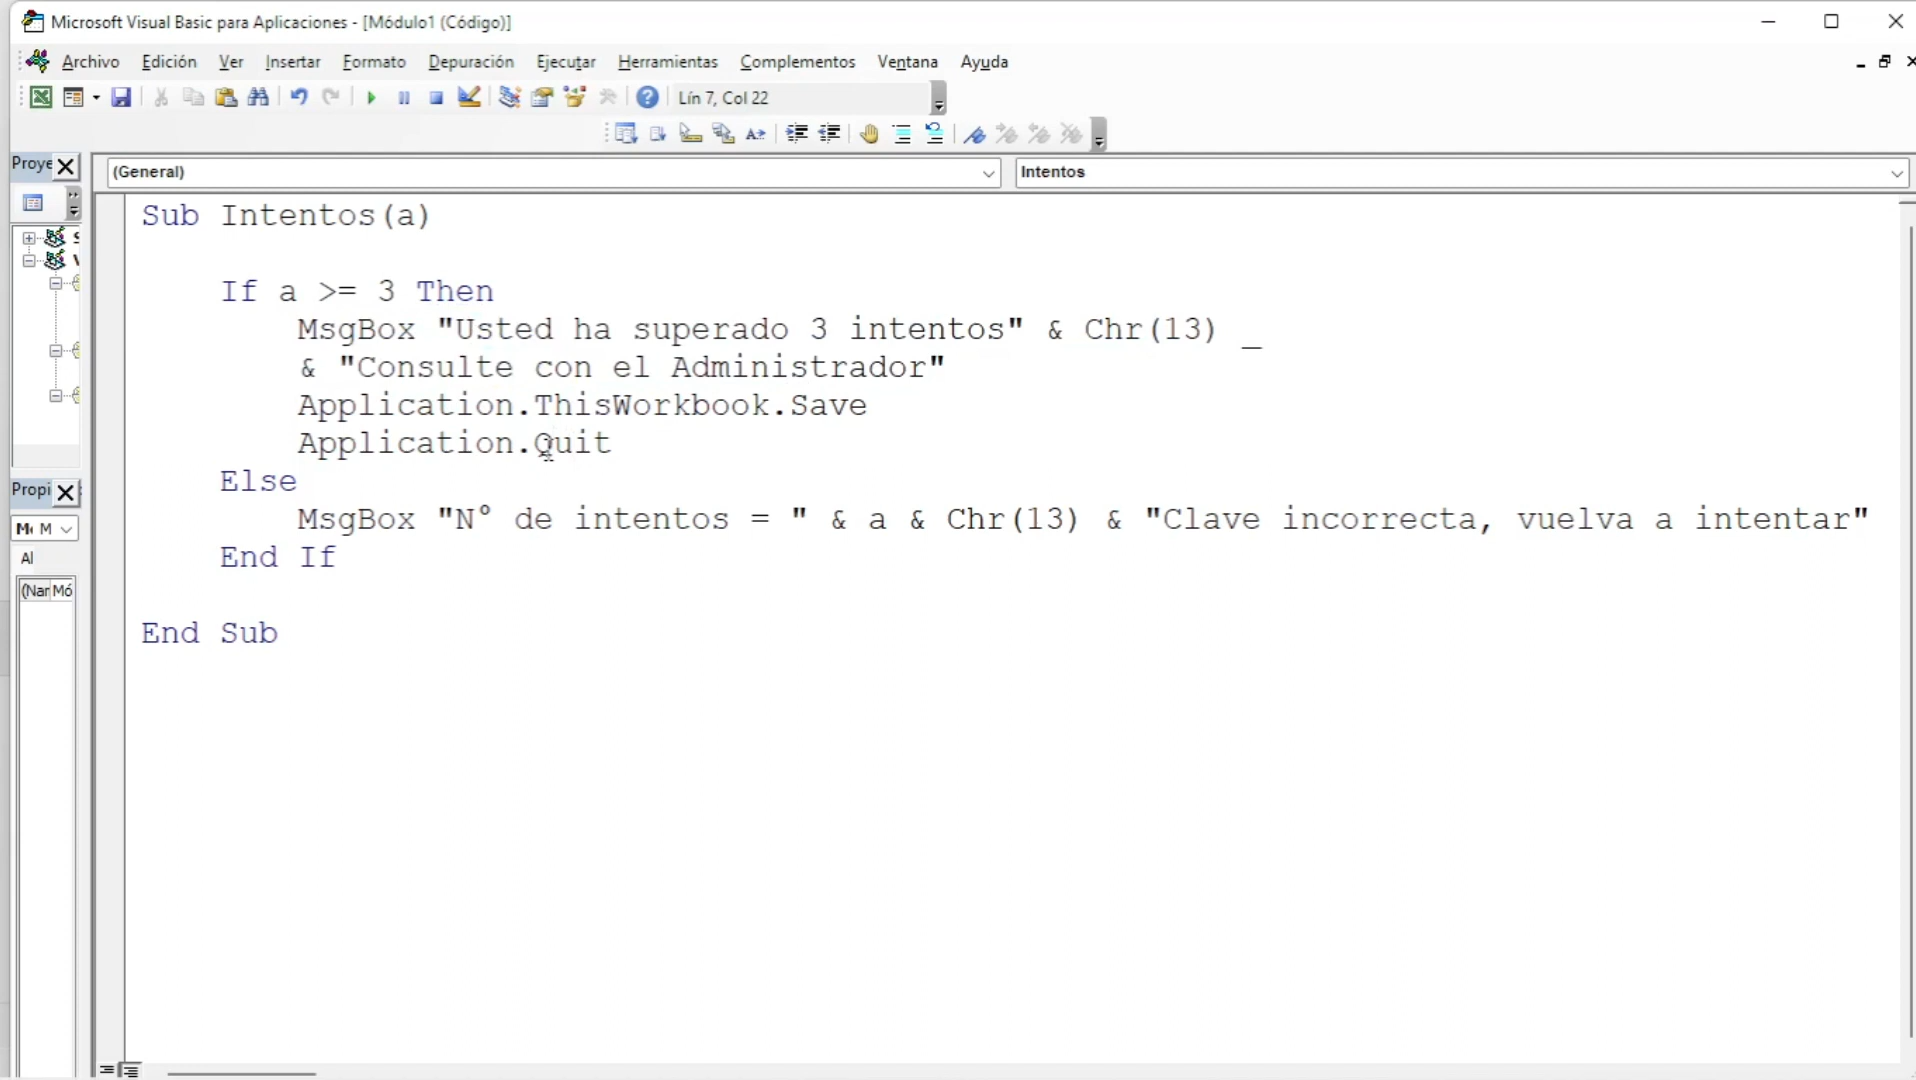 Microsoft Visual Basic para Aplicaciones - [Módulo1 (Código)]
Archivo Edición Ver Insertar Formato Depuración Ejecutar Herramientas Complementos Ventana Ayuda
Lín 7, Col 22
Proye
(General) Intentos
Sub Intentos(a)
If a >= 3 Then
MsgBox "Usted ha superado 3 intentos" & Chr(13) _
& "Consulte con el Administrador"
Application.ThisWorkbook.Save
Application.Quit
Else
MsgBox "N° de intentos = " & a & Chr(13) & "Clave incorrecta, vuelva a intentar"
End If
End Sub
Propi
M
Al
(Nar Mó